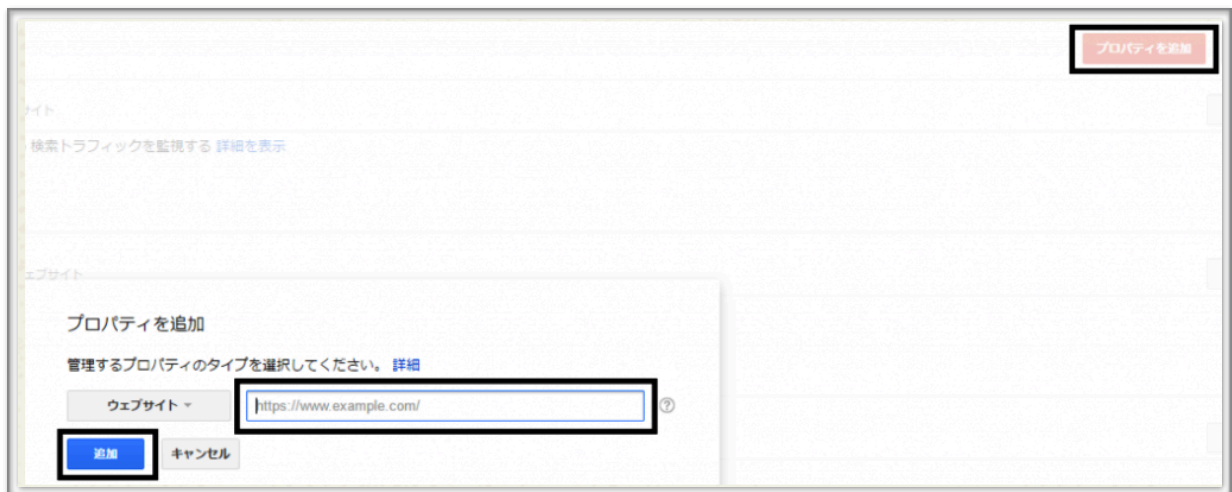 プロパティを追加
サイト
検索トラフィックを監視する 詳細を表示
ェブサイト
プロパティを追加
管理するプロパティのタイプを選択してください。 詳細
ウェブサイト
https://www.example.com/
追加 キャンセル